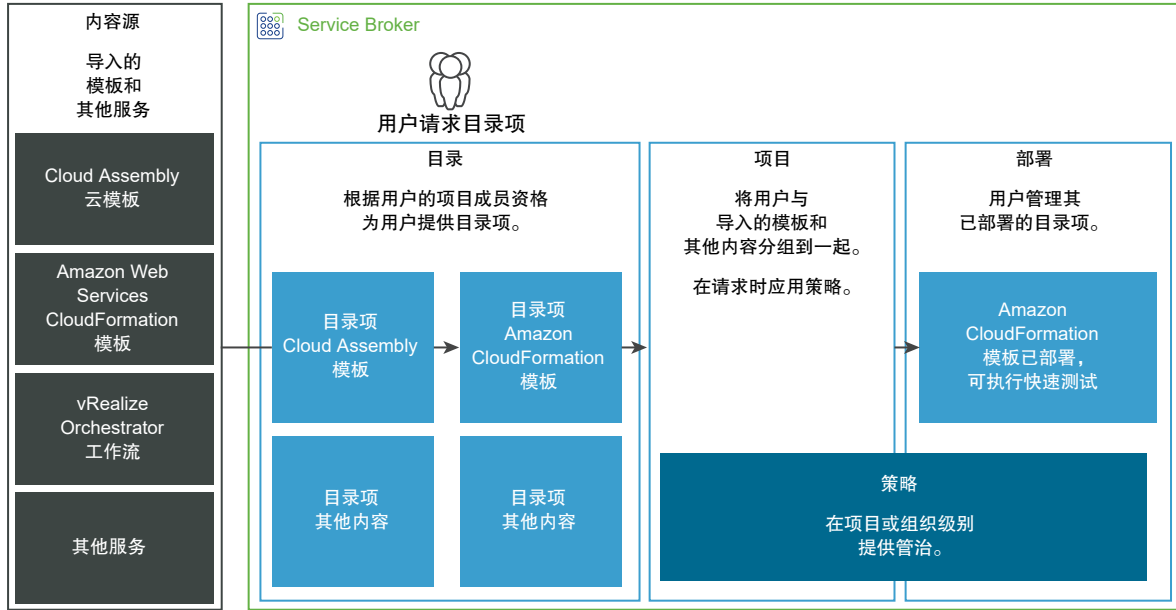 内容源
导入的
模板和
其他服务
Cloud Assembly
云模板
Amazon Web
Services
CloudFormation
模板
vRealize
Orchestrator
工作流
其他服务
Service Broker
用户请求目录项
目录
根据用户的项目成员资格
为用户提供目录项。
目录项
Cloud Assembly
模板
目录项
Amazon
CloudFormation
模板
目录项
其他内容
目录项
其他内容
项目
将用户与
导入的模板和
其他内容分组到一起。
在请求时应用策略。
部署
用户管理其
已部署的目录项。
Amazon
CloudFormation
模板已部署，
可执行快速测试
策略
在项目或组织级别
提供管治。